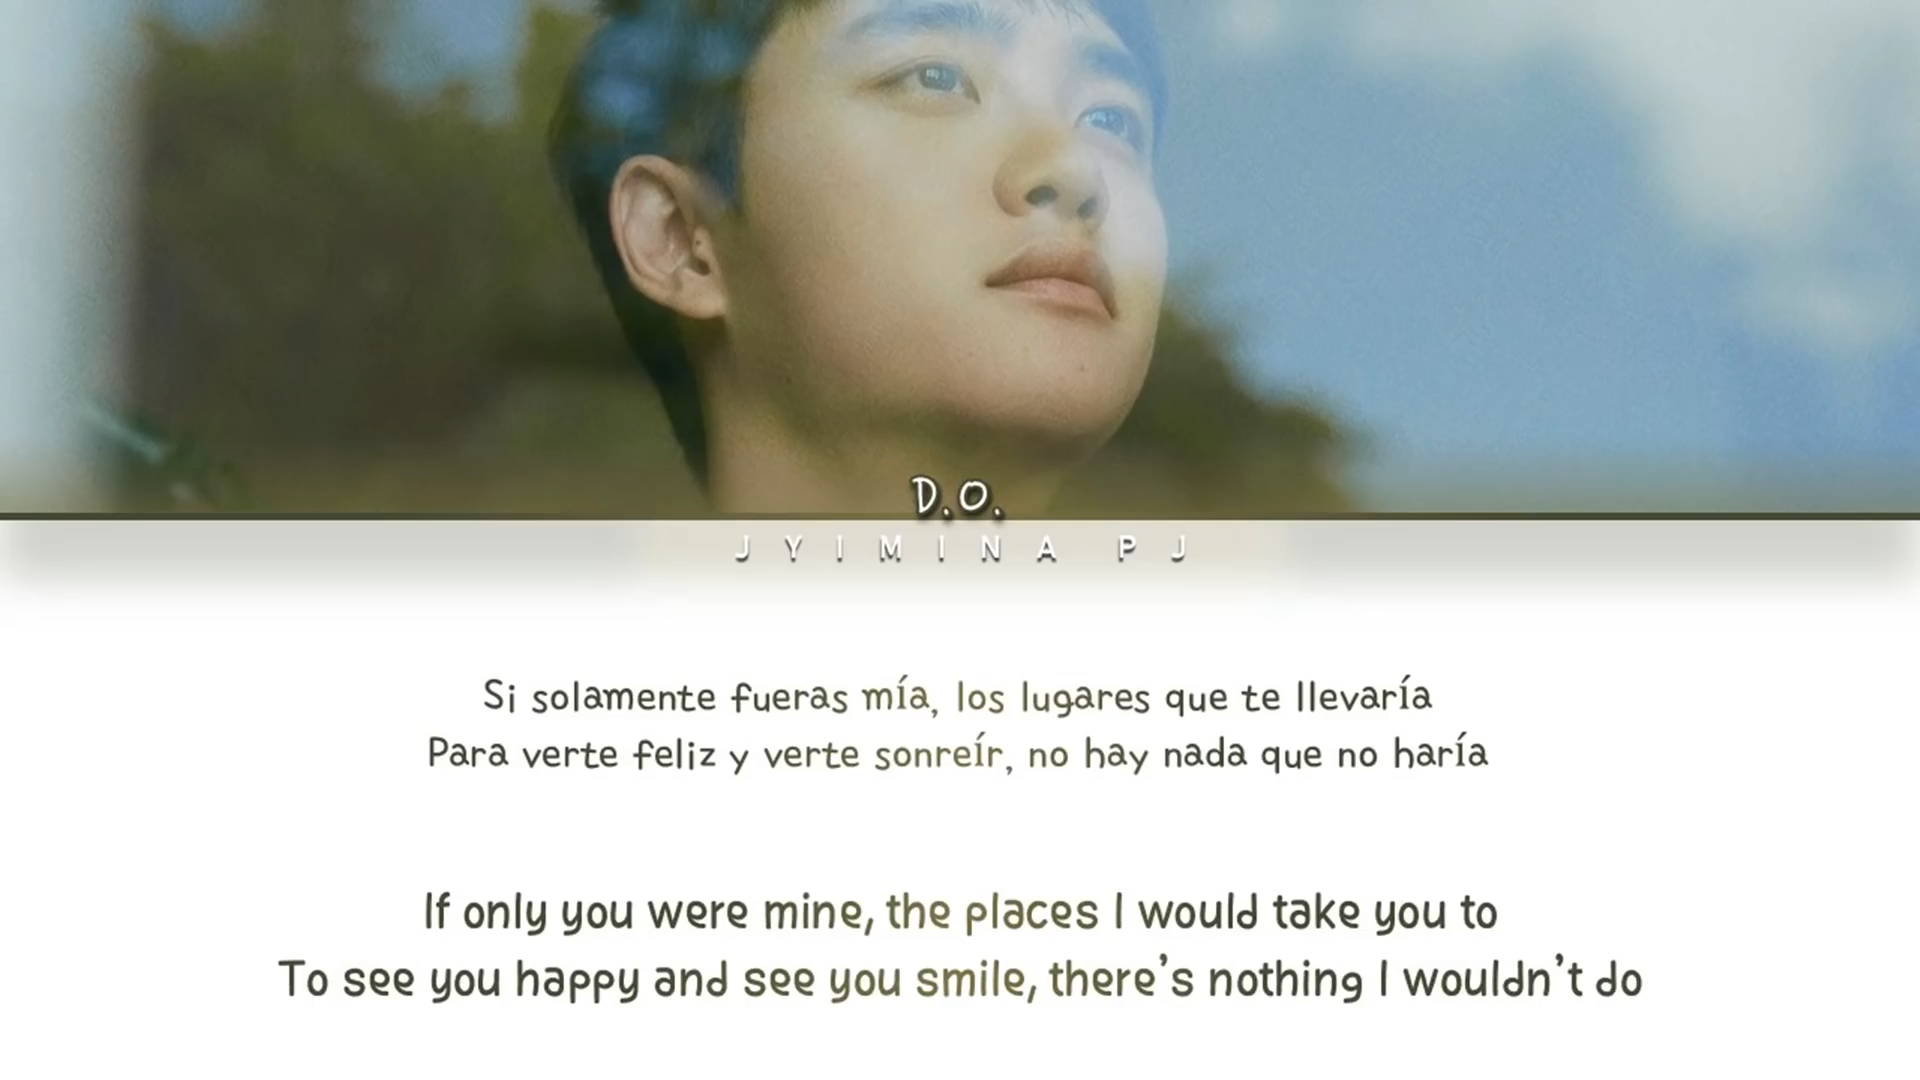 D.O.
JYIMINA PJ
Si solamente fueras mía, los lugares que te llevaría
Para verte feliz y verte sonreír, no hay nada que no haría
If only you were mine, the places I would take you to
To see you happy and see you smile, there's nothing I wouldn't do